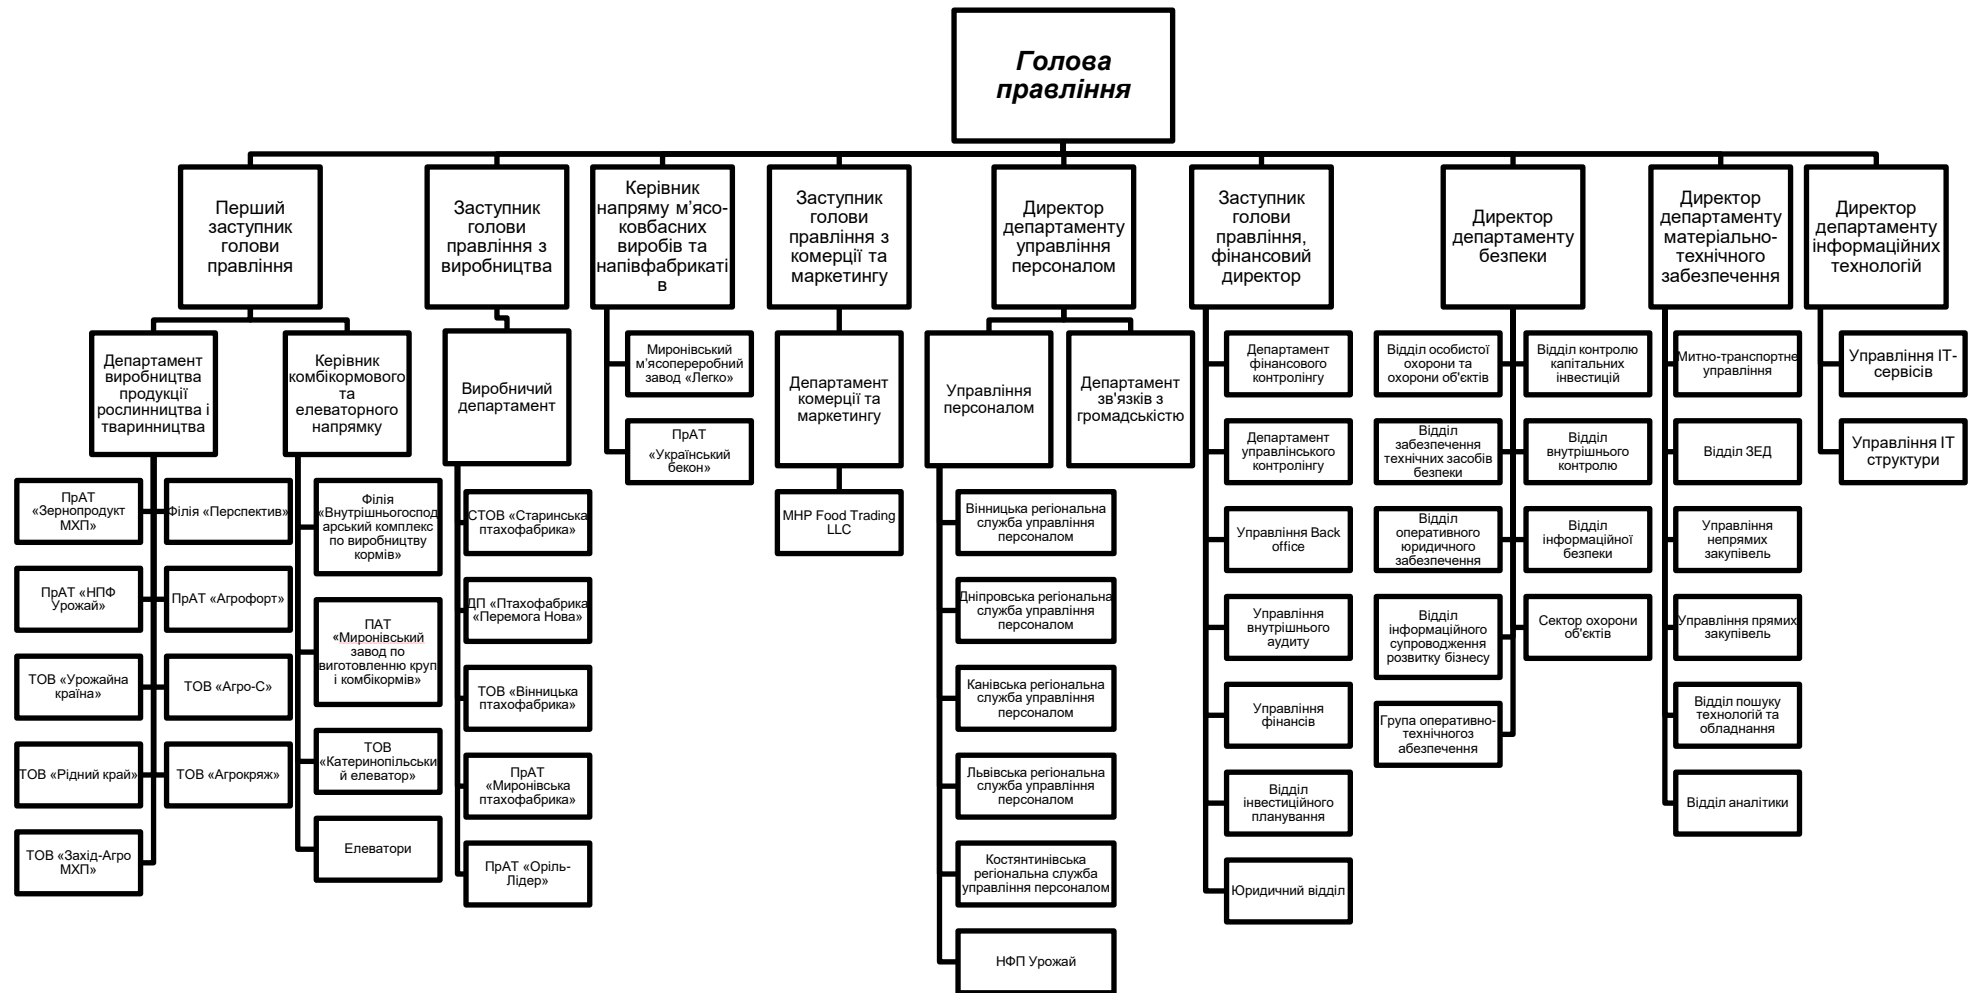 Голова
правління
Перший
заступник
голови
правління
Заступник
голови
правління з
виробництва
Керівник
напряму м’ясо-
ковбасних
виробів та
напівфабрикаті
в
Заступник
голови
правління з
комерції та
маркетингу
Директор
департаменту
управління
персоналом
Заступник
голови
правління,
фінансовий
директор
Директор
департаменту
безпеки
Директор
департаменту
матеріально-
технічного
забезпечення
Директор
департаменту
інформаційних
технологій
Департамент
виробництва
продукції
рослинництва і
тваринництва
Керівник
комбікормового
та
елеваторного
напрямку
Виробничий
департамент
Миронівський
м’ясопереробний
завод «Легко»
ПрАТ
«Український
бекон»
Департамент
комерції та
маркетингу
MHP Food Trading
LLC
Управління
персоналом
Департамент
зв'язків з
громадськістю
ПрАТ
«Зернопродукт
МХП»
Філія «Перспектив»
ПрАТ «НПФ
Урожай»
ПрАТ «Агрофорт»
ТОВ «Урожайна
країна»
ТОВ «Агро-С»
ТОВ «Рідний край»
ТОВ «Агрокряж»
ТОВ «Захід-Агро
МХП»
Філія
«Внутрішньогоспод
арський комплекс
по виробництву
кормів»
ПАТ
«Миронівський
завод по
виготовленню круп
і комбікормів»
ТОВ
«Катеринопільськи
й елеватор»
Елеватори
СТОВ «Старинська
птахофабрика»
ДП «Птахофабрика
«Перемога Нова»
ТОВ «Вінницька
птахофабрика»
ПрАТ
«Миронівська
птахофабрика»
ПрАТ «Оріль-
Лідер»
Вінницька регіональна
служба управління
персоналом
Дніпровська регіональна
служба управління
персоналом
Канівська регіональна
служба управління
персоналом
Львівська регіональна
служба управління
персоналом
Костянтинівська
регіональна служба
управління персоналом
НФП Урожай
Департамент
фінансового
контролінгу
Департамент
управлінського
контролінгу
Управління Back
office
Управління
внутрішнього
аудиту
Управління
фінансів
Відділ
інвестиційного
планування
Юридичний відділ
Відділ особистої
охорони та
охорони об'єктів
Відділ контролю
капітальних
інвестицій
Відділ
забезпечення
технічних засобів
безпеки
Відділ
внутрішнього
контролю
Відділ
оперативного
юридичного
забезпечення
Відділ
інформаційної
безпеки
Відділ
інформаційного
супроводження
розвитку бізнесу
Сектор охорони
об'єктів
Група оперативно-
технічногоз
абезпечення
Митно-транспортне
управління
Відділ ЗЕД
Управління
непрямих
закупівель
Управління прямих
закупівель
Відділ пошуку
технологій та
обладнання
Відділ аналітики
Управління ІТ-
сервісів
Управління ІТ
структури